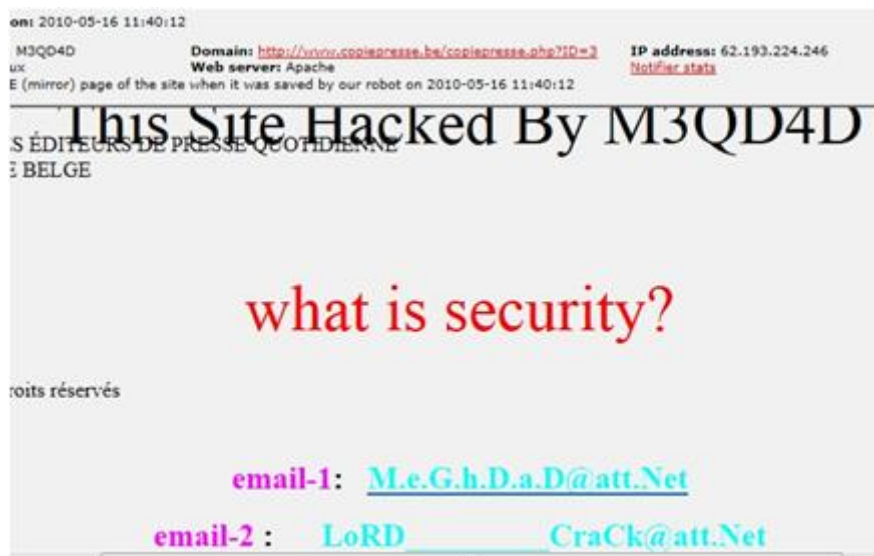 on: 2010-05-16 11:40:12
M3QD4D Domain: http://www.copiepresse.be/copiepresse.php?ID=3 IP address: 62.193.224.246
ux Web server: Apache Notifier stats
E (mirror) page of the site when it was saved by our robot on 2010-05-16 11:40:12
This Site Hacked By M3QD4D
S ÉDITEURS DE PRESSE QUOTIDIENNE
E BELGE
what is security?
roits réservés
email-1: M.e.G.h.D.a.D@att.Net
email-2 : LoRD__________CraCk@att.Net